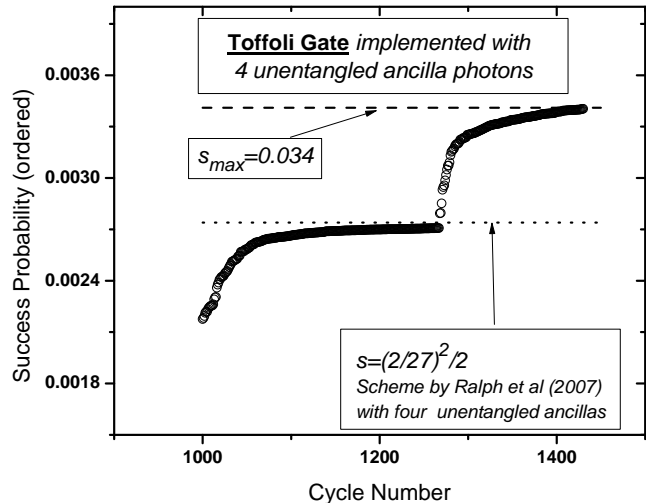 Toffoli Gate implemented with
4 unentangled ancilla photons
0.0036
s_max=0.034
0.0030
0.0024
0.0018
Success Probability (ordered)
s=(2/27)^2/2
Scheme by Ralph et al (2007)
with four unentangled ancillas
1000 1200 1400
Cycle Number